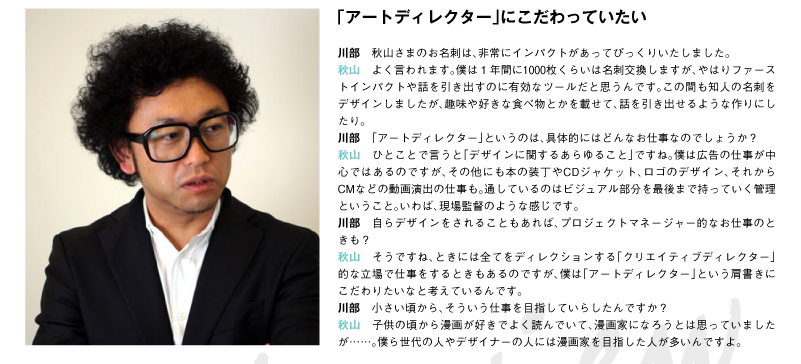 「アートディレクター」にこだわっていたい
川部　秋山さまのお名刺は、非常にインパクトがあってびっくりいたしました。
秋山　よく言われます。僕は１年間に1000枚くらいは名刺交換しますが、やはりファース
トインパクトや話を引き出すのに有効なツールだと思うんです。この間も知人の名刺を
デザインしましたが、趣味や好きな食べ物とかを載せて、話を引き出せるような作りにし
たり。
川部　「アートディレクター」というのは、具体的にはどんなお仕事なのでしょうか？
秋山　ひとことで言うと「デザインに関するあらゆること」ですね。僕は広告の仕事が中
心ではあるのですが、その他にも本の装丁やCDジャケット、ロゴのデザイン、それから
CMなどの動画演出の仕事も。通しているのはビジュアル部分を最後まで持っていく管理
ということ。いわば、現場監督のような感じです。
川部　自らデザインをされることもあれば、プロジェクトマネージャー的なお仕事のと
きも？
秋山　そうですね、ときには全てをディレクションする「クリエイティブディレクター」
的な立場で仕事をするときもあるのですが、僕は「アートディレクター」という肩書きに
こだわりたいなと考えているんです。
川部　小さい頃から、そういう仕事を目指していらしたんですか？
秋山　子供の頃から漫画が好きでよく読んでいて、漫画家になろうとは思っていました
が……。僕ら世代の人やデザイナーの人には漫画家を目指した人が多いんですよ。